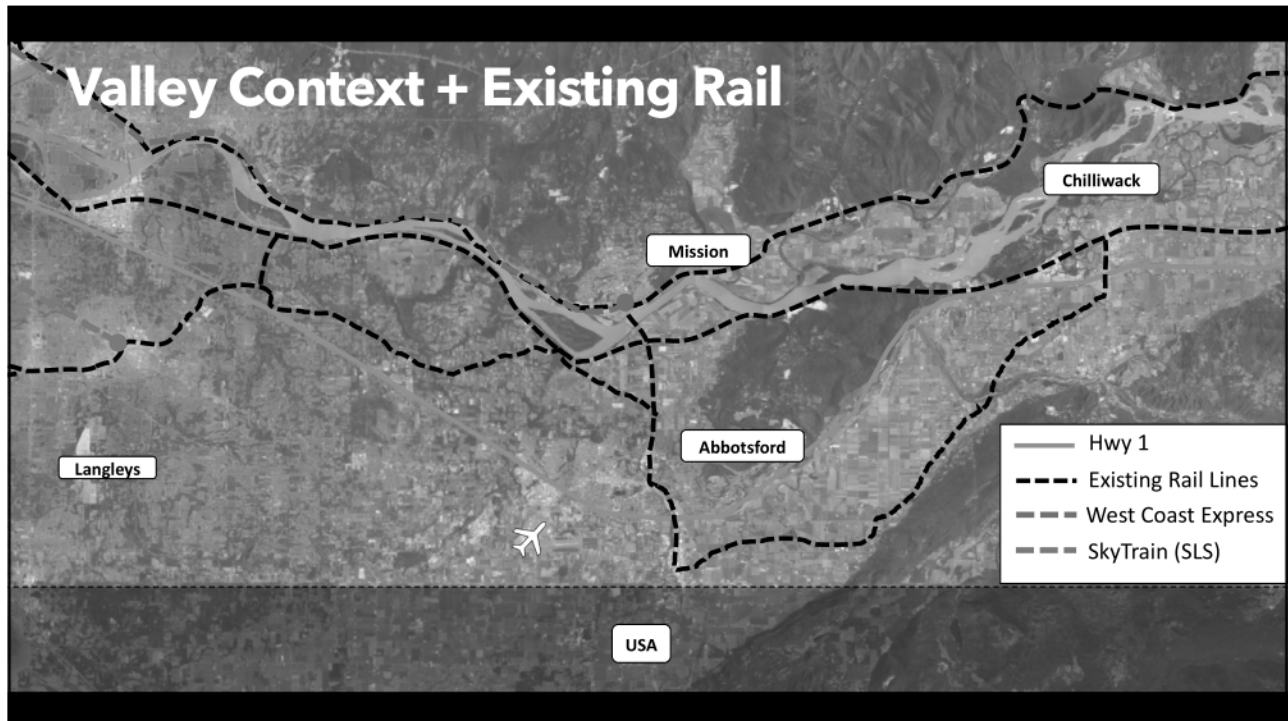 Valley Context + Existing Rail
Chilliwack
Mission
Abbotsford
Langleys
Hwy 1
Existing Rail Lines
West Coast Express
SkyTrain (SLS)
USA